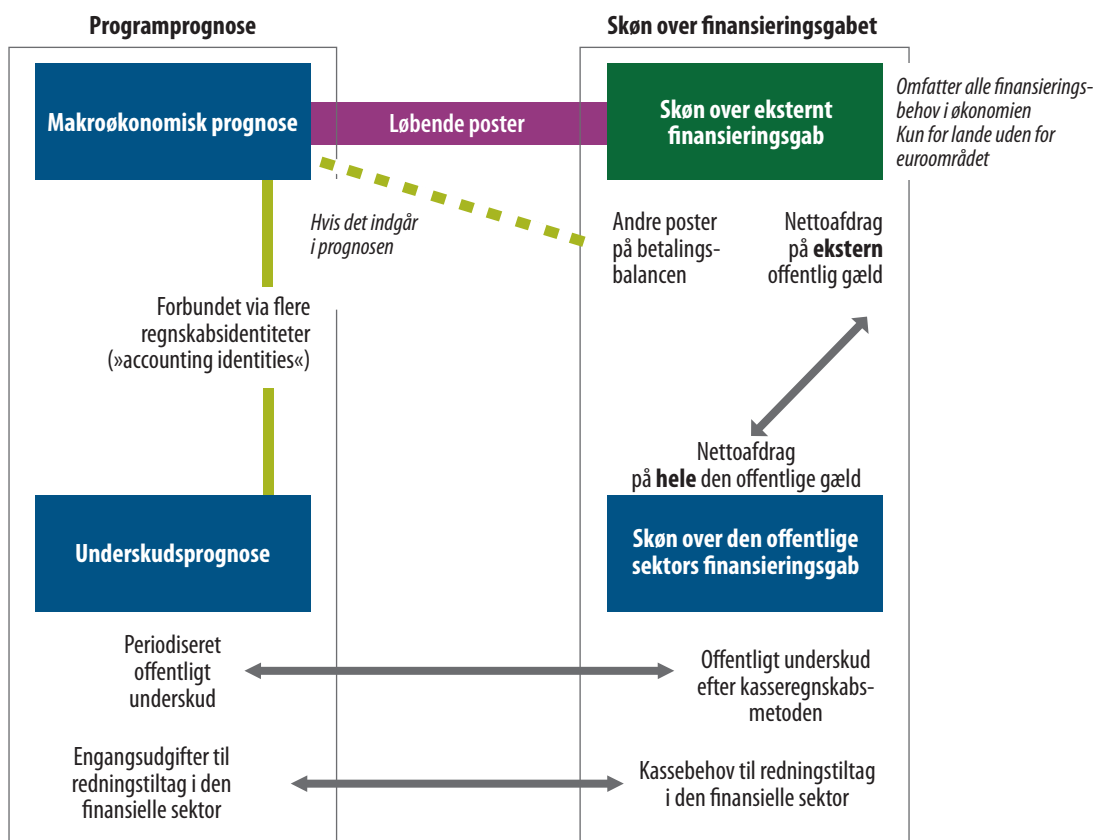 Programprognose
Skøn over finansieringsgabet
Makroøkonomisk prognose
Løbende poster
Skøn over eksternt
finansieringsgab
Omfatter alle finansierings-
behov i økonomien
Kun for lande uden for
euroområdet
Hvis det indgår
i prognosen
Andre poster
på betalings-
balancen
Nettoafdrag
på ekstern
offentlig gæld
Forbundet via flere
regnskabsidentiteter
(»accounting identities«)
Nettoafdrag
på hele den offentlige gæld
Underskudsprognose
Skøn over den offentlige
sektors finansieringsgab
Periodiseret
offentligt
underskud
Offentligt underskud
efter kasseregnskabs-
metoden
Engangsudgifter til
redningstiltag i den
finansielle sektor
Kassebehov til redningstiltag
i den finansielle sektor